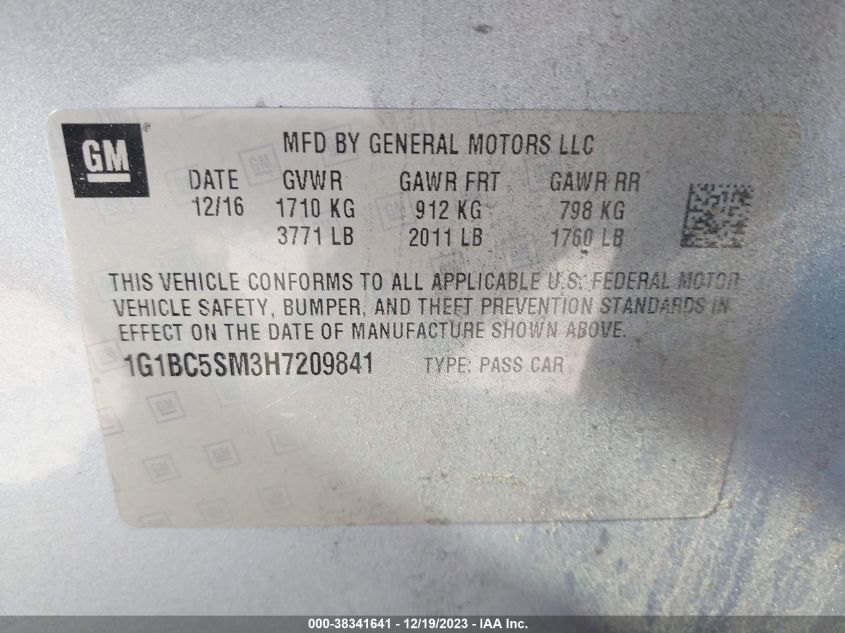 GM
®
MFD BY GENERAL MOTORS LLC
DATE GVWR GAWR FRT GAWR RR
12/16 1710 KG 912 KG 798 KG
3771 LB 2011 LB 1760 LB
THIS VEHICLE CONFORMS TO ALL APPLICABLE U.S. FEDERAL MOTOR
VEHICLE SAFETY, BUMPER, AND THEFT PREVENTION STANDARDS IN
EFFECT ON THE DATE OF MANUFACTURE SHOWN ABOVE.
1G1BC5SM3H7209841 TYPE: PASS CAR
000-38341641 - 12/19/2023 - IAA Inc.